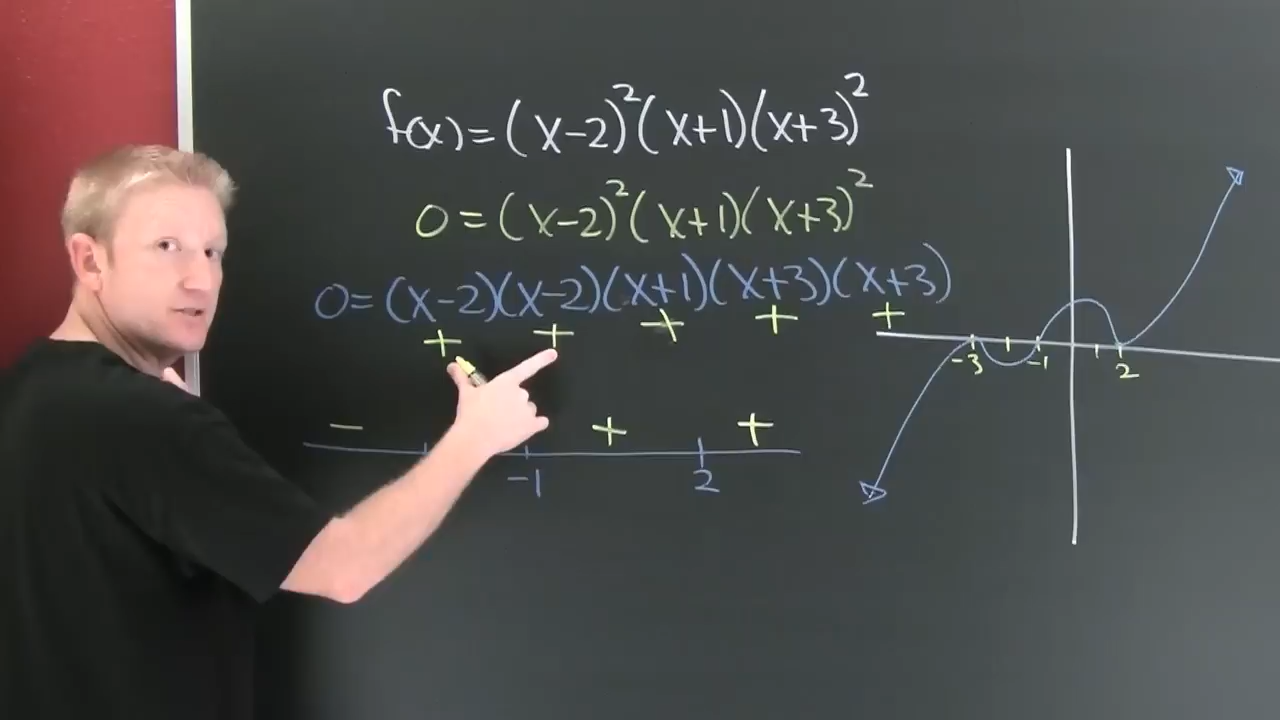 f(x)=(x-2)²(x+1)(x+3)²
0=(x-2)²(x+1)(x+3)²
0=(x-2)(x-2)(x+1)(x+3)(x+3)
+ + + + +
-3 -1 2
− + +
-1 2